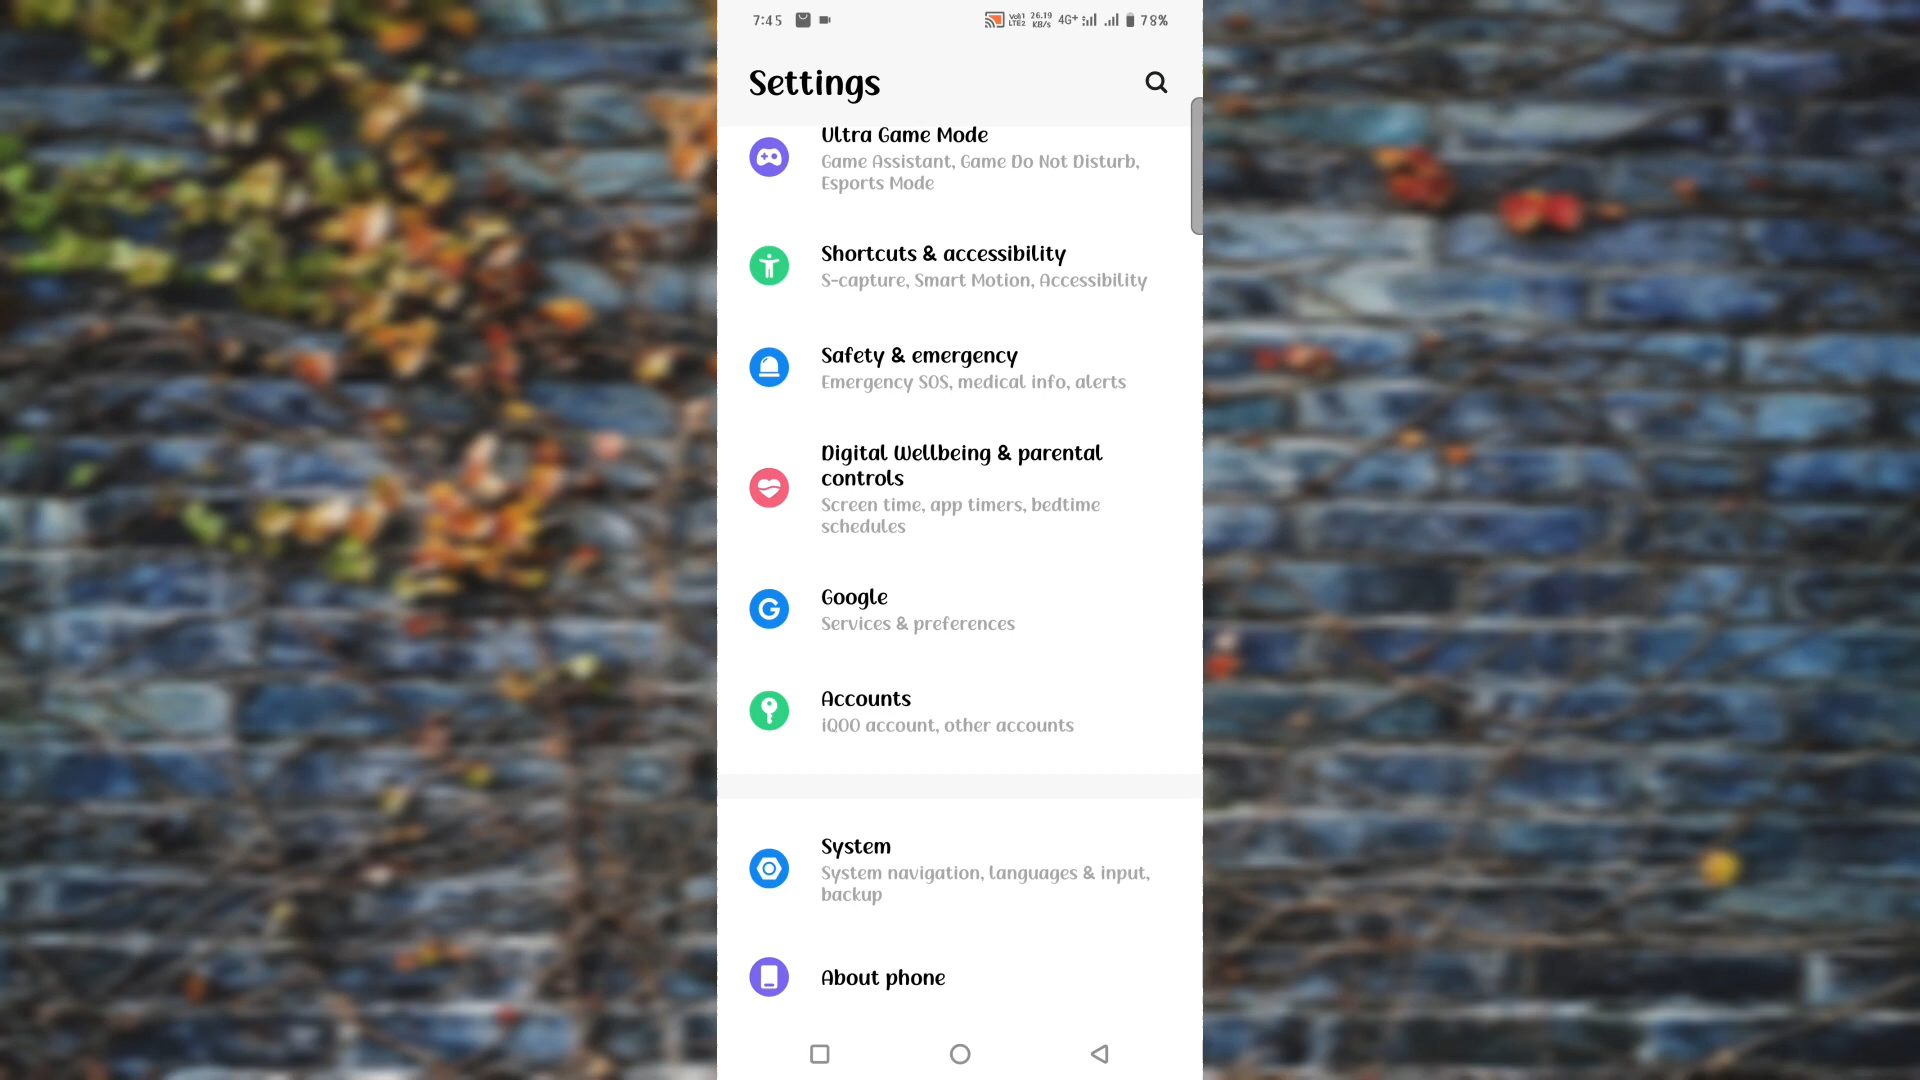 7:45 VoLTE1 LTE2 26.19 KB/s 4G+ 78%
Settings
Ultra Game Mode
Game Assistant, Game Do Not Disturb,
Esports Mode
Shortcuts & accessibility
S-capture, Smart Motion, Accessibility
Safety & emergency
Emergency SOS, medical info, alerts
Digital Wellbeing & parental
controls
Screen time, app timers, bedtime
schedules
Google
Services & preferences
Accounts
iQOO account, other accounts
System
System navigation, languages & input,
backup
About phone